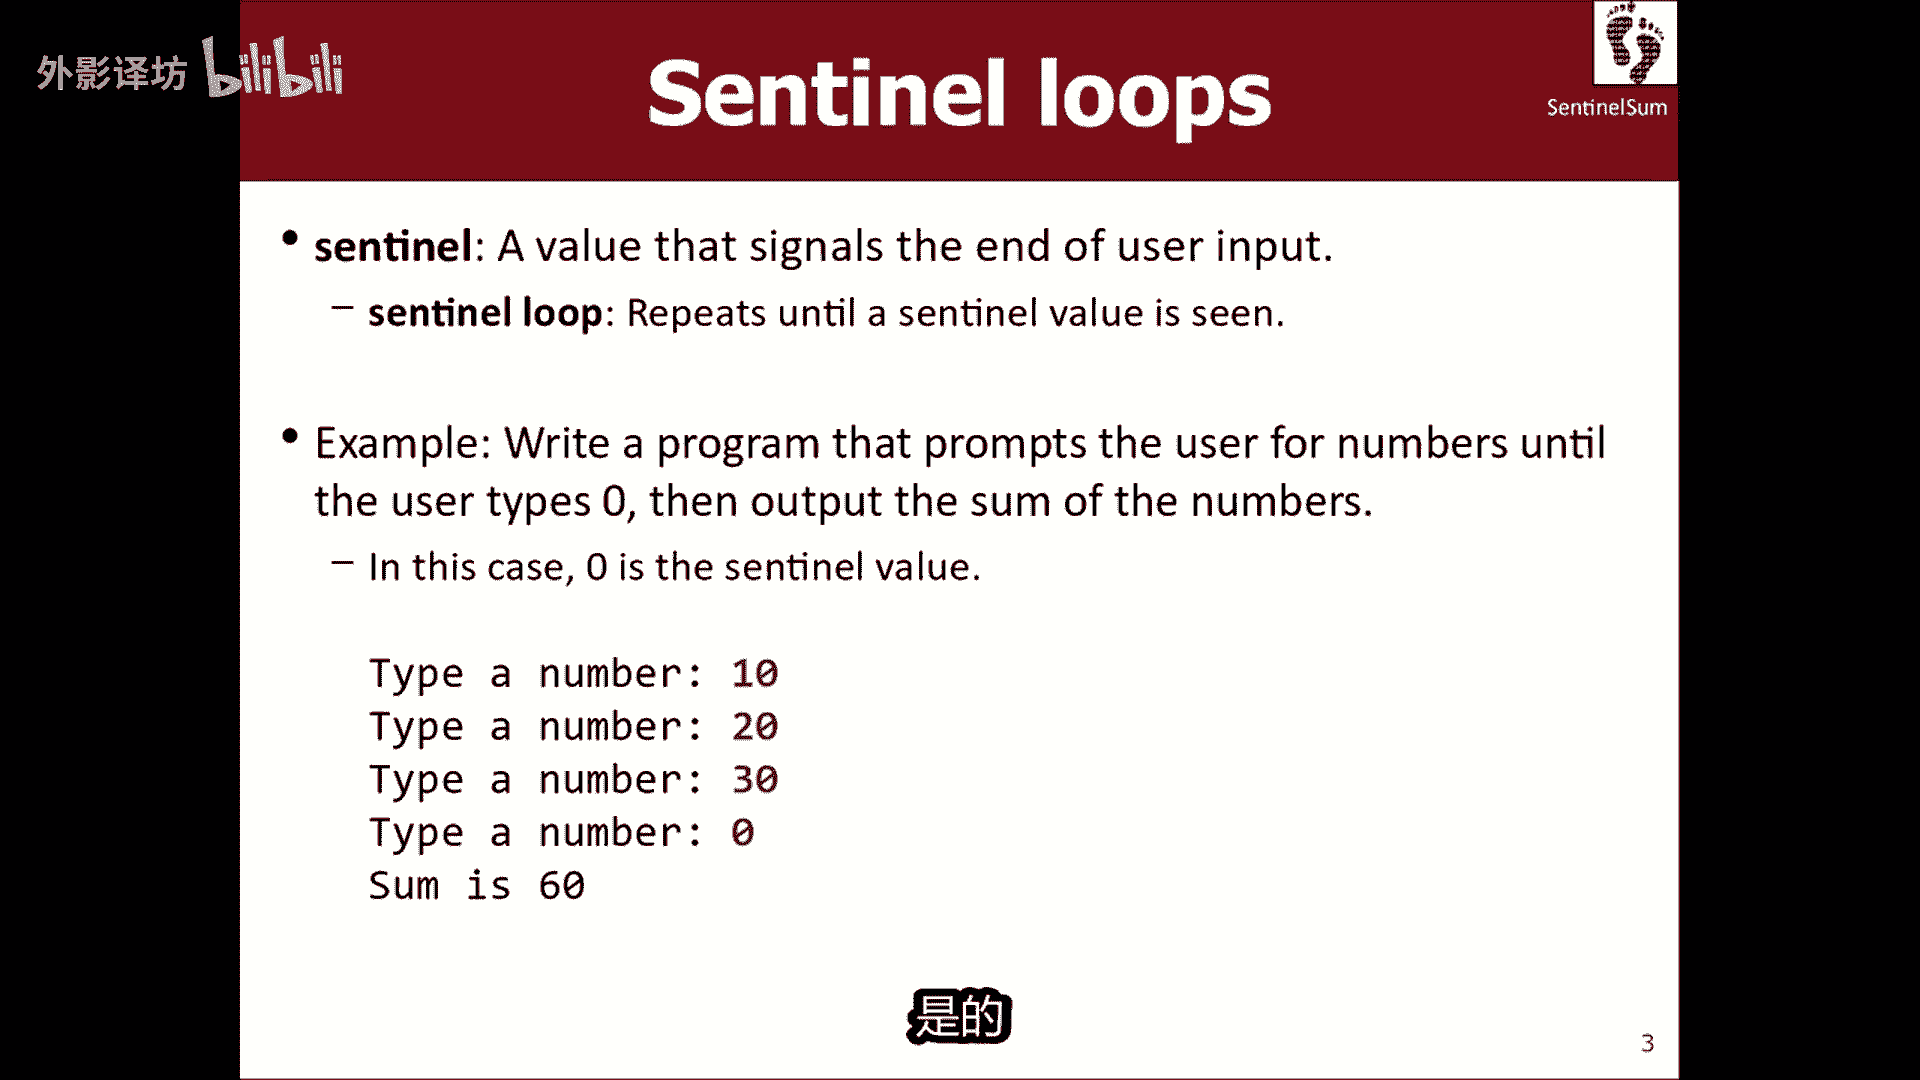 外影译坊 bilibili
Sentinel loops
SentinelSum
• sentinel: A value that signals the end of user input.
– sentinel loop: Repeats until a sentinel value is seen.
• Example: Write a program that prompts the user for numbers until
the user types 0, then output the sum of the numbers.
– In this case, 0 is the sentinel value.
Type a number: 10
Type a number: 20
Type a number: 30
Type a number: 0
Sum is 60
是的
3